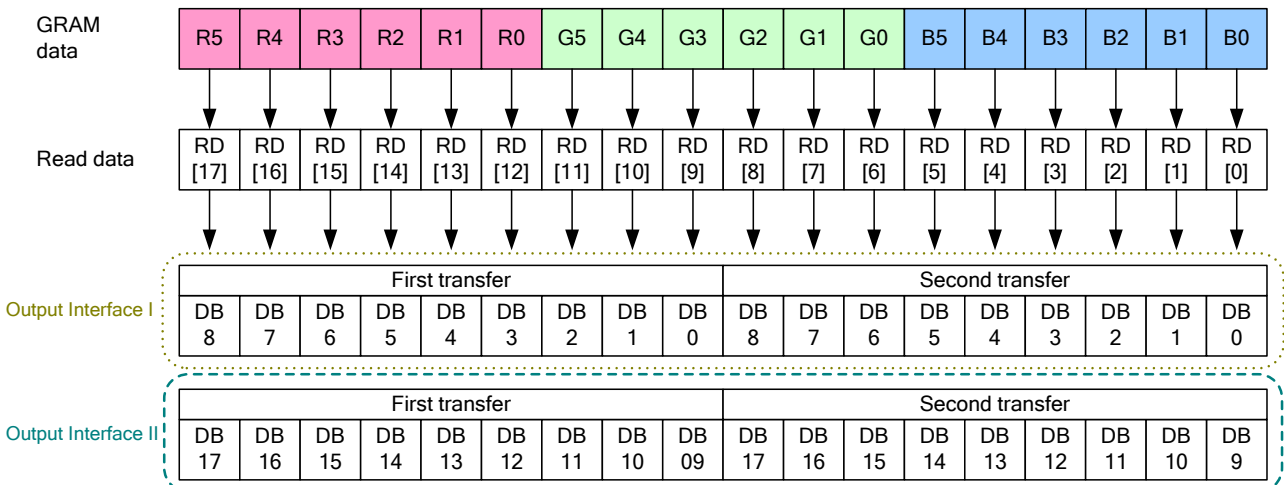 GRAM data
R5 R4 R3 R2 R1 R0 G5 G4 G3 G2 G1 G0 B5 B4 B3 B2 B1 B0
Read data
RD [17] RD [16] RD [15] RD [14] RD [13] RD [12] RD [11] RD [10] RD [9] RD [8] RD [7] RD [6] RD [5] RD [4] RD [3] RD [2] RD [1] RD [0]
Output Interface I
First transfer Second transfer
DB 8 DB 7 DB 6 DB 5 DB 4 DB 3 DB 2 DB 1 DB 0 DB 8 DB 7 DB 6 DB 5 DB 4 DB 3 DB 2 DB 1 DB 0
Output Interface II
First transfer Second transfer
DB 17 DB 16 DB 15 DB 14 DB 13 DB 12 DB 11 DB 10 DB 09 DB 17 DB 16 DB 15 DB 14 DB 13 DB 12 DB 11 DB 10 DB 9